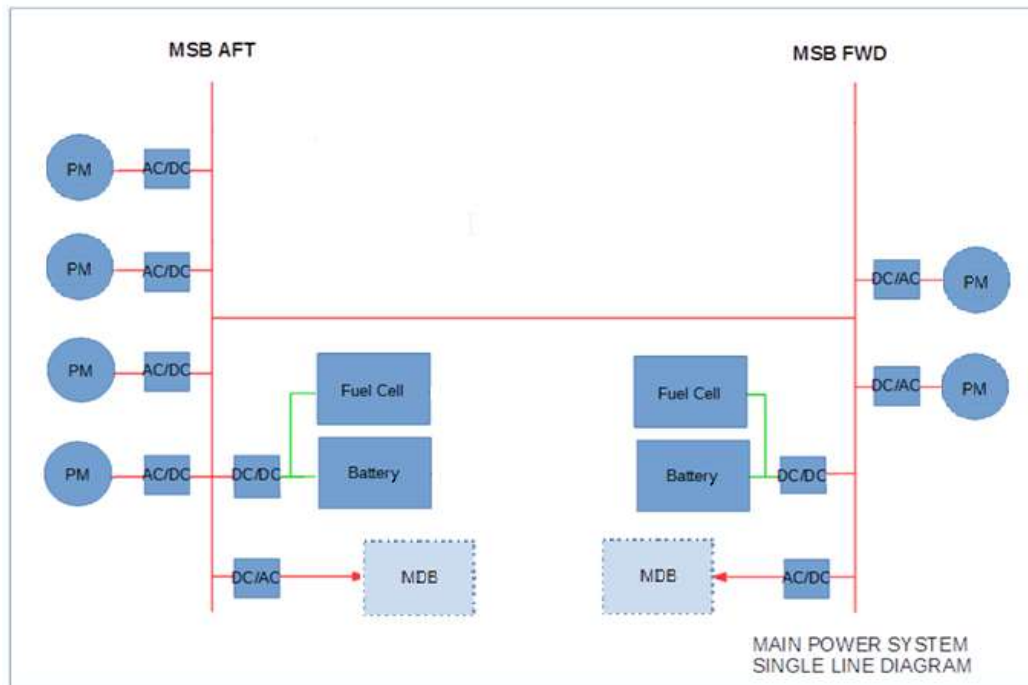 MSB AFT
MSB FWD
PM
AC/DC
PM
AC/DC
DC/AC
PM
PM
AC/DC
Fuel Cell
Fuel Cell
DC/AC
PM
PM
AC/DC
DC/DC
Battery
Battery
DC/DC
DC/AC
MDB
MDB
AC/DC
MAIN POWER SYSTEM
SINGLE LINE DIAGRAM